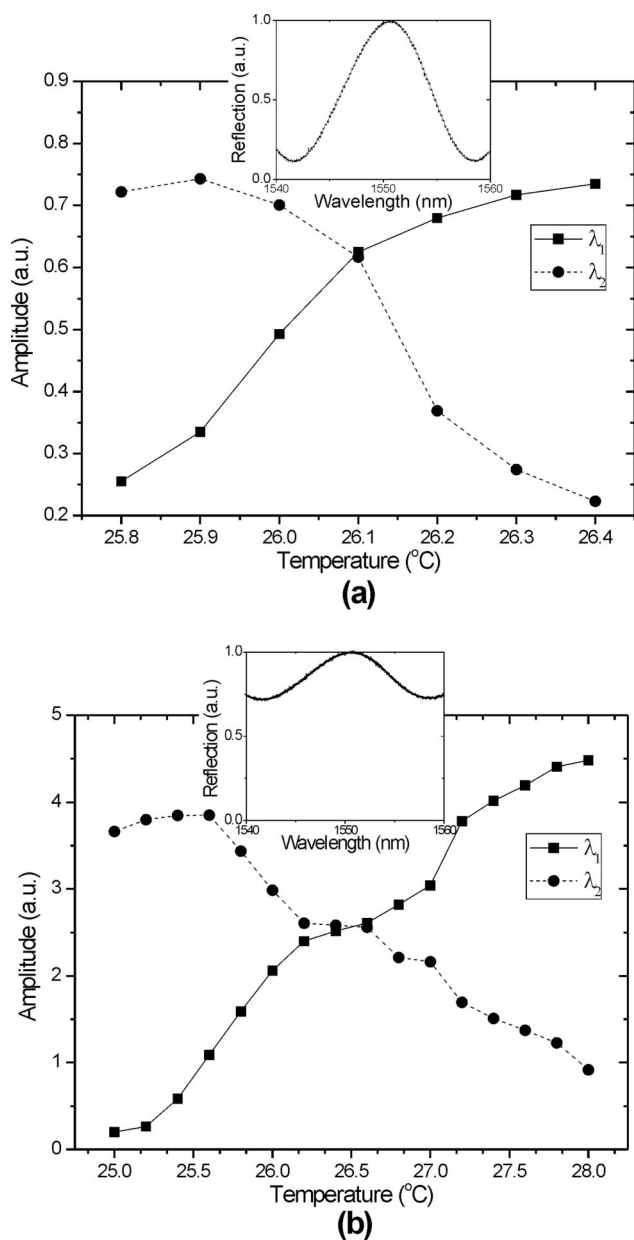 1.0
0.5
0.0
Reflection (a.u.)
1540 1550 1560
Wavelength (nm)
0.9
0.8
0.7
0.6
0.5
0.4
0.3
0.2
Amplitude (a.u.)
λ1
λ2
25.8 25.9 26.0 26.1 26.2 26.3 26.4
Temperature (°C)
(a)
1.0
0.5
0.0
Reflection (a.u.)
1540 1550 1560
Wavelength (nm)
5
4
3
2
1
0
Amplitude (a.u.)
λ1
λ2
25.0 25.5 26.0 26.5 27.0 27.5 28.0
Temperature (°C)
(b)